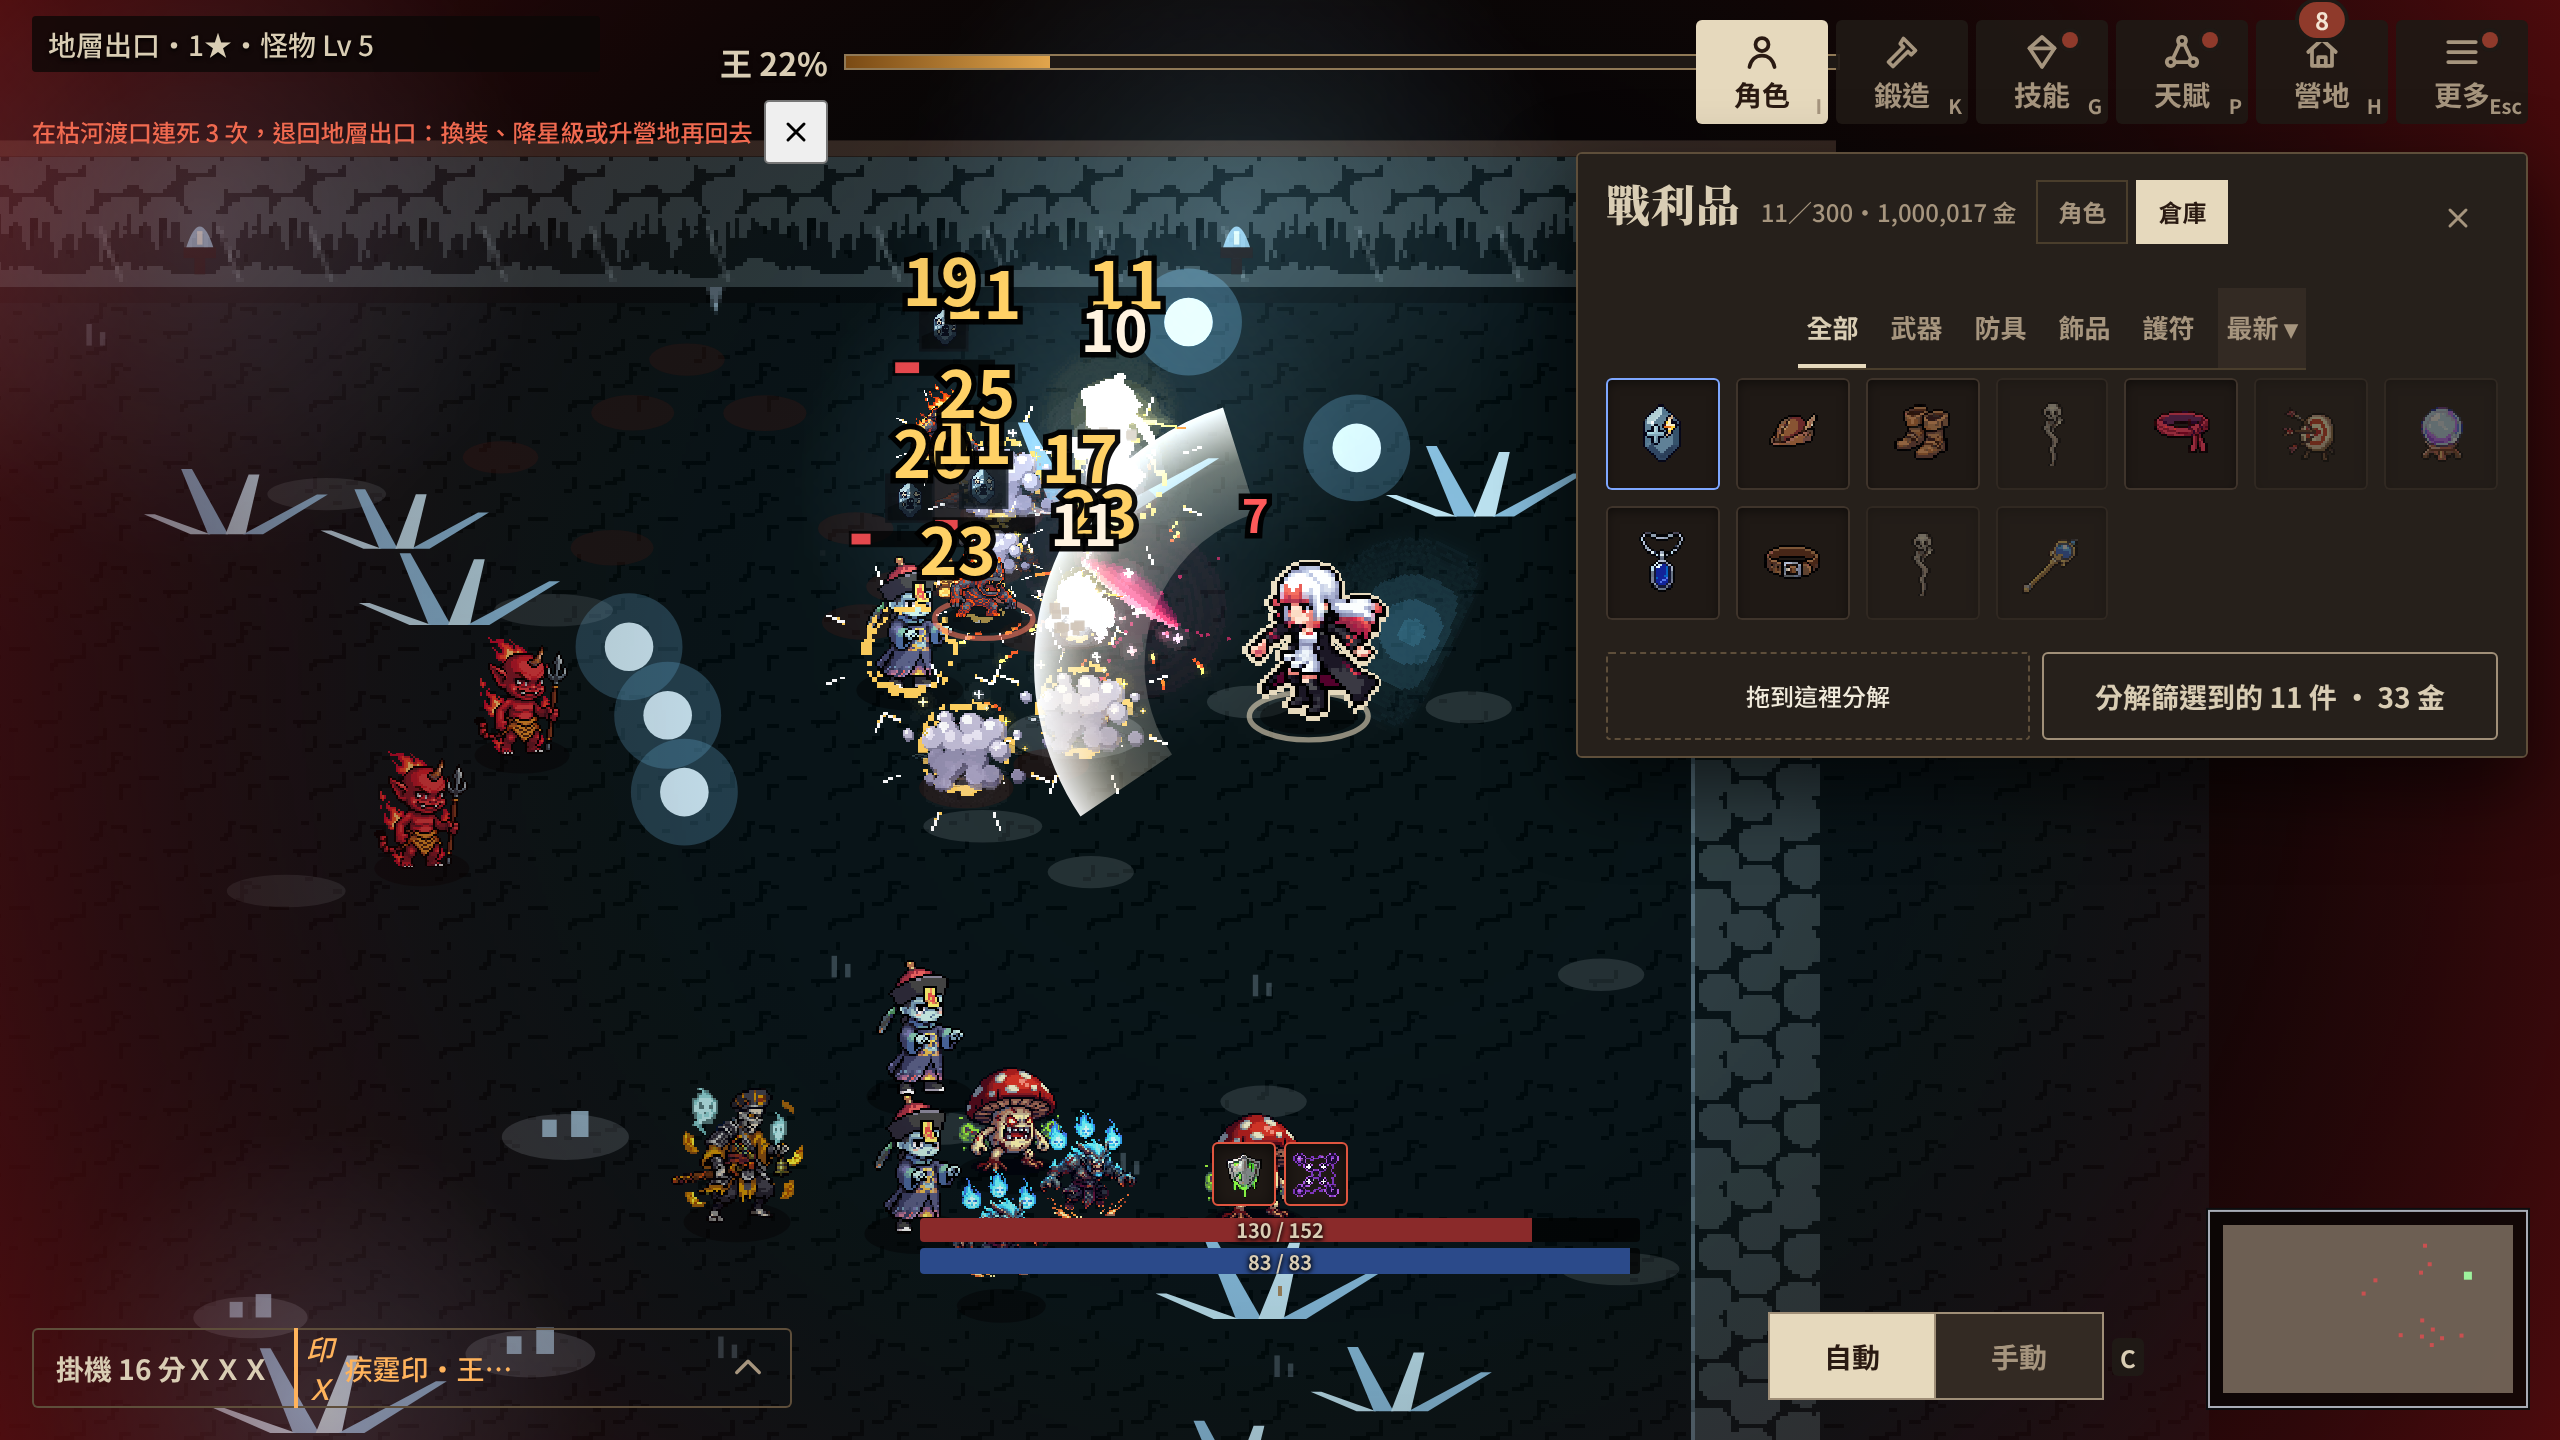 地層出口・1★・怪物 Lv 5
王 22%
在枯河渡口連死 3 次，退回地層出口：換裝、降星級或升營地再回去
角色 I
鍛造 K
技能 G
天賦 P
8
營地 H
更多 Esc
戰利品 11／300・1,000,017 金 角色 倉庫
全部 武器 防具 飾品 護符 最新▼
拖到這裡分解
分解篩選到的 11 件 ・ 33 金
19
11
10
25
11
17
23
11
23
7
130 / 152
83 / 83
掛機 16 分 X X X
印
X
疾霆印・王…
自動 手動 C